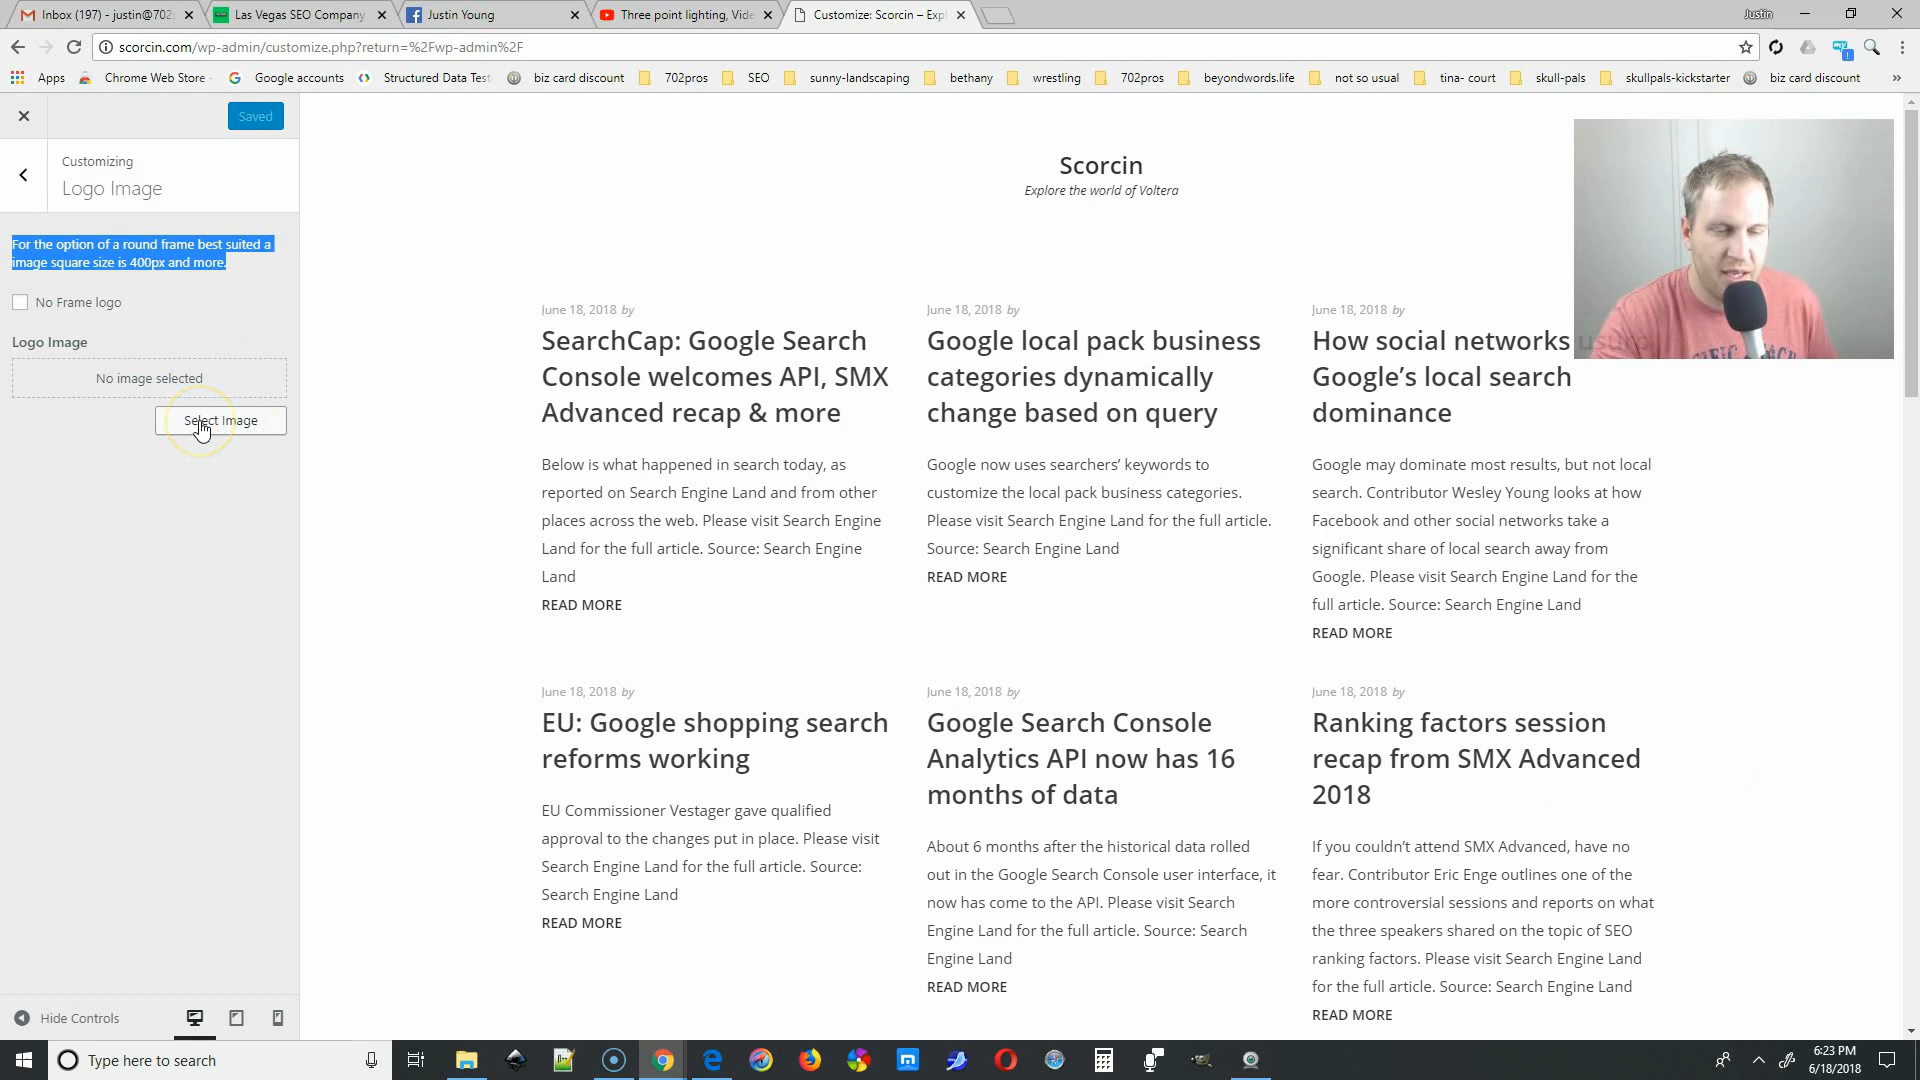 Inbox (197) - justin@702
Las Vegas SEO Company
Justin Young
Three point lighting, Vide
Customize: Scorcin – Exp
Justin
scorcin.com/wp-admin/customize.php?return=%2Fwp-admin%2F
Apps
Chrome Web Store
Google accounts
Structured Data Test
biz card discount
702pros
SEO
sunny-landscaping
bethany
wrestling
702pros
beyondwords.life
not so usual
tina- court
skull-pals
skullpals-kickstarter
biz card discount
»
Saved
Customizing
Logo Image
For the option of a round frame best suited a
image square size is 400px and more.
No Frame logo
Logo Image
No image selected
Select Image
Hide Controls
Scorcin
Explore the world of Voltera
June 18, 2018 by
SearchCap: Google Search
Console welcomes API, SMX
Advanced recap & more
Below is what happened in search today, as
reported on Search Engine Land and from other
places across the web. Please visit Search Engine
Land for the full article. Source: Search Engine
Land
READ MORE
June 18, 2018 by
Google local pack business
categories dynamically
change based on query
Google now uses searchers’ keywords to
customize the local pack business categories.
Please visit Search Engine Land for the full article.
Source: Search Engine Land
READ MORE
June 18, 2018 by
How social networks usurp
Google’s local search
dominance
Google may dominate most results, but not local
search. Contributor Wesley Young looks at how
Facebook and other social networks take a
significant share of local search away from
Google. Please visit Search Engine Land for the
full article. Source: Search Engine Land
READ MORE
June 18, 2018 by
EU: Google shopping search
reforms working
EU Commissioner Vestager gave qualified
approval to the changes put in place. Please visit
Search Engine Land for the full article. Source:
Search Engine Land
READ MORE
June 18, 2018 by
Google Search Console
Analytics API now has 16
months of data
About 6 months after the historical data rolled
out in the Google Search Console user interface, it
now has come to the API. Please visit Search
Engine Land for the full article. Source: Search
Engine Land
READ MORE
June 18, 2018 by
Ranking factors session
recap from SMX Advanced
2018
If you couldn’t attend SMX Advanced, have no
fear. Contributor Eric Enge outlines one of the
more controversial sessions and reports on what
the three speakers shared on the topic of SEO
ranking factors. Please visit Search Engine Land
for the full article. Source: Search Engine Land
READ MORE
Type here to search
6:23 PM
6/18/2018